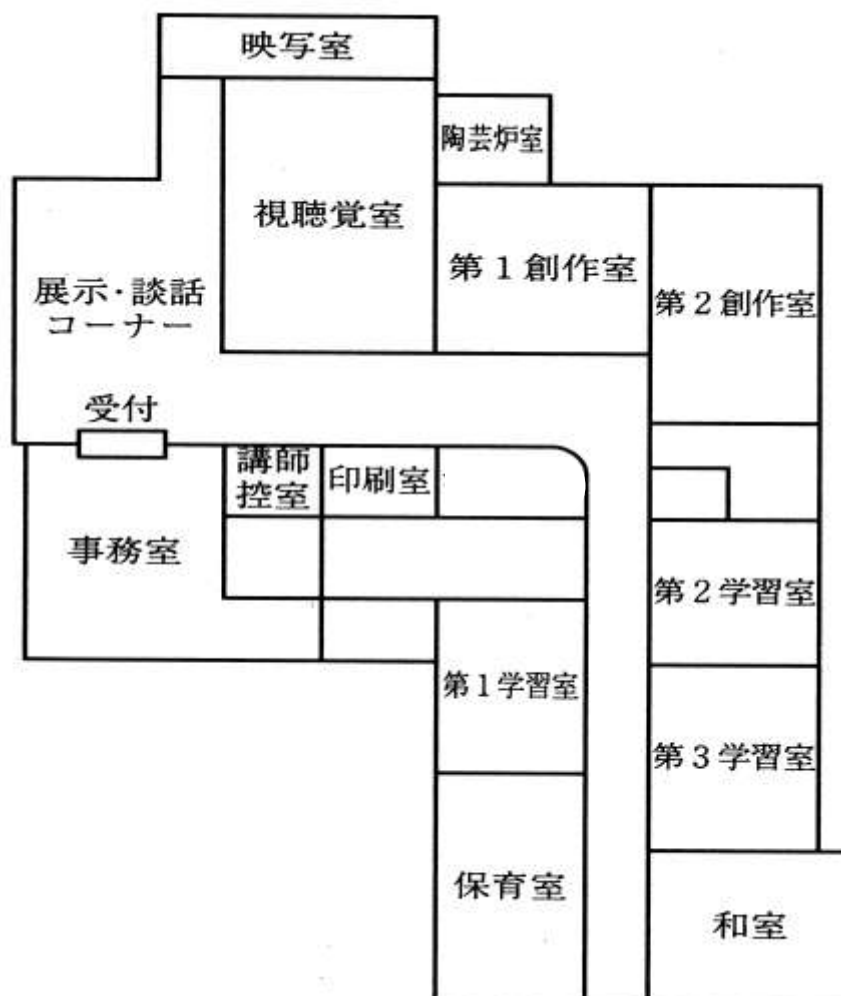 映写室
陶芸炉室
視聴覚室
第1創作室
第2創作室
展示・談話
コーナー
受付
講師
控室
印刷室
事務室
第2学習室
第1学習室
第3学習室
保育室
和室